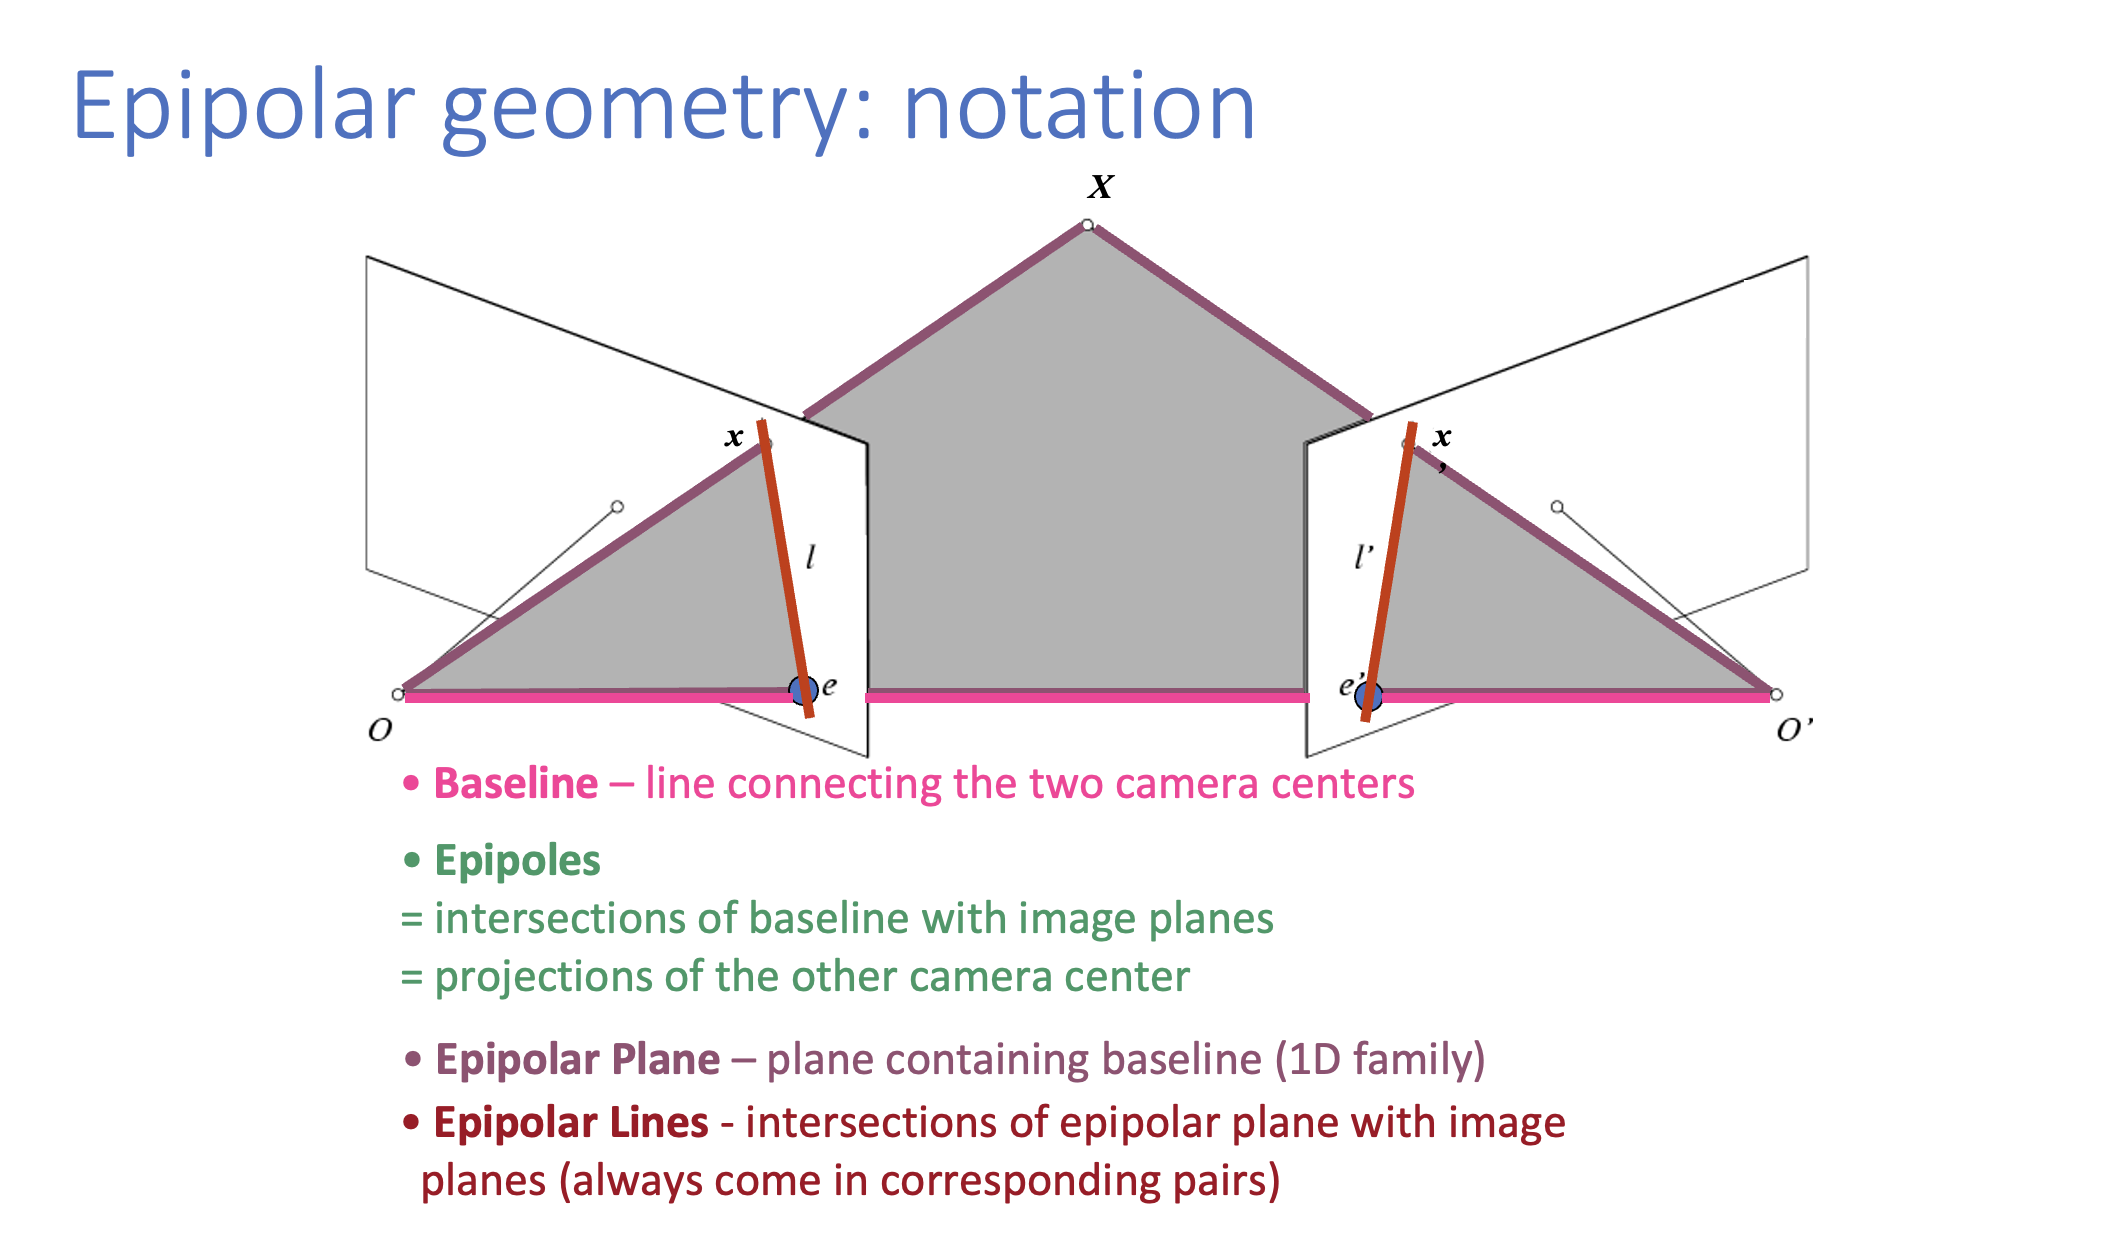 Epipolar geometry: notation
X
x
x
’
l
l’
e
e’
O
O’
• Baseline – line connecting the two camera centers
• Epipoles
= intersections of baseline with image planes
= projections of the other camera center
• Epipolar Plane – plane containing baseline (1D family)
• Epipolar Lines - intersections of epipolar plane with image
planes (always come in corresponding pairs)